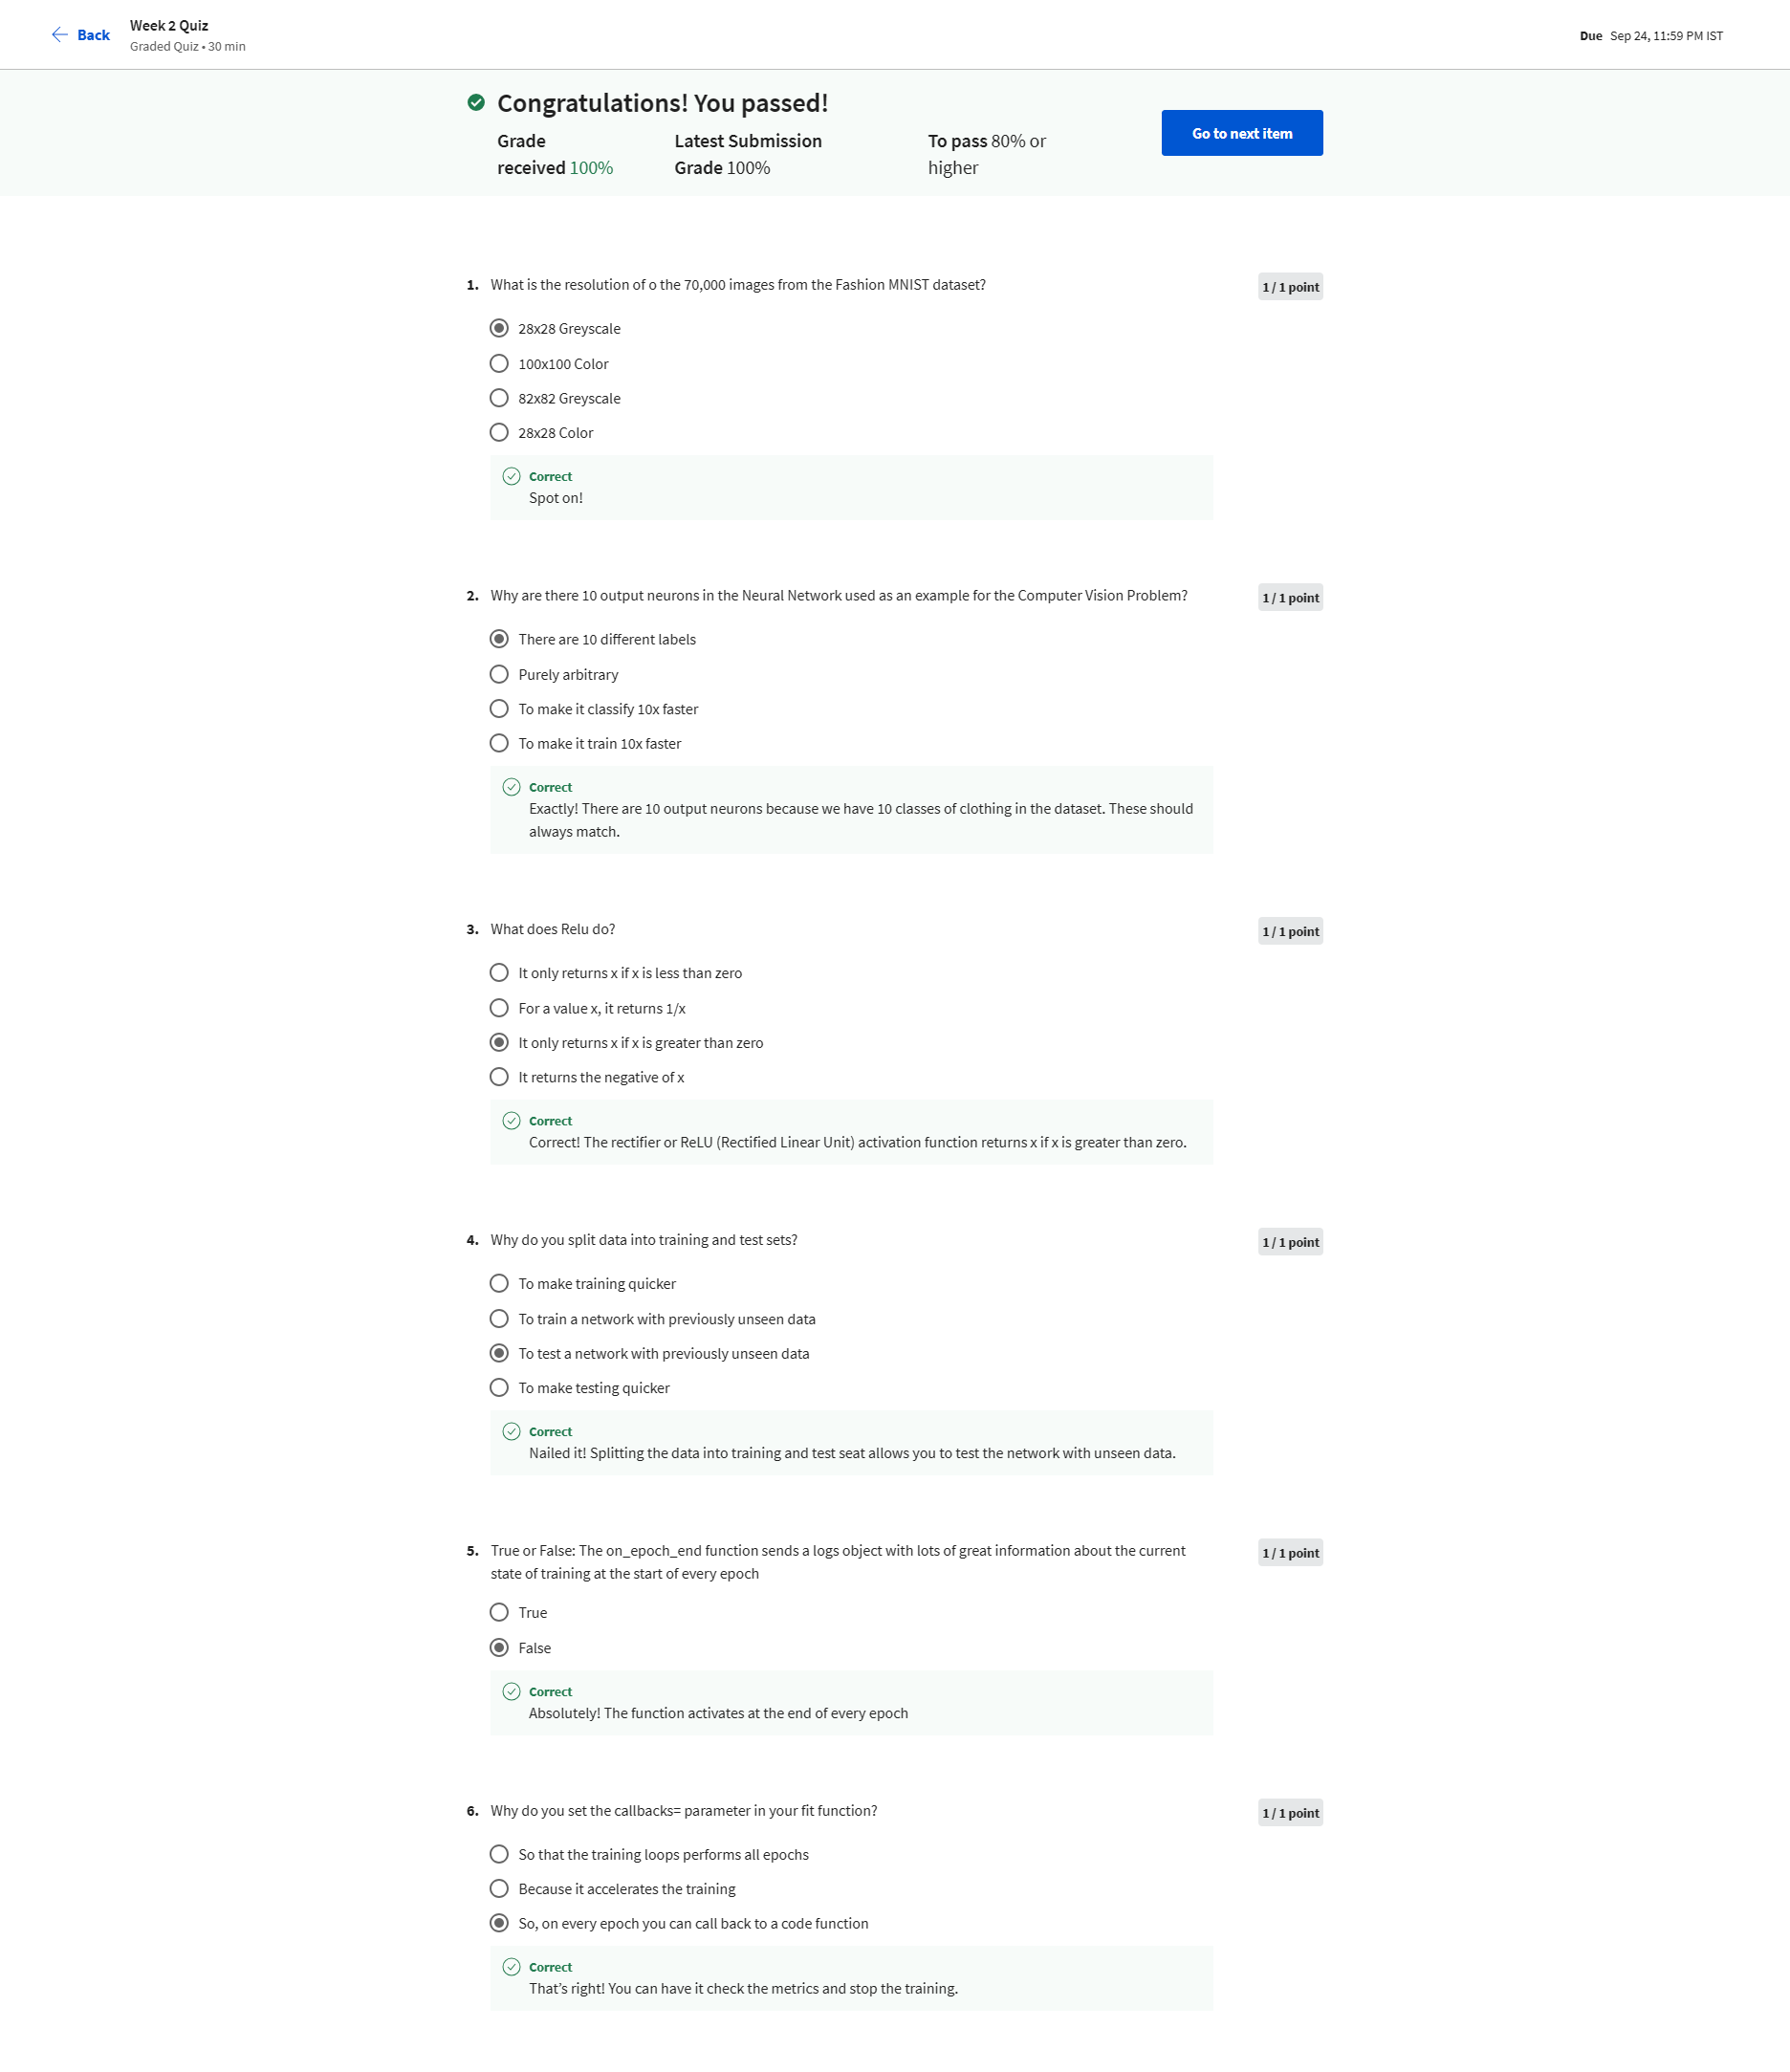 Back
Week 2 Quiz
Graded Quiz • 30 min
Due Sep 24, 11:59 PM IST
Congratulations! You passed!
Grade
received 100%
Latest Submission
Grade 100%
To pass 80% or
higher
Go to next item
1. What is the resolution of o the 70,000 images from the Fashion MNIST dataset?
1 / 1 point
28x28 Greyscale
100x100 Color
82x82 Greyscale
28x28 Color
Correct
Spot on!
2. Why are there 10 output neurons in the Neural Network used as an example for the Computer Vision Problem?
1 / 1 point
There are 10 different labels
Purely arbitrary
To make it classify 10x faster
To make it train 10x faster
Correct
Exactly! There are 10 output neurons because we have 10 classes of clothing in the dataset. These should
always match.
3. What does Relu do?
1 / 1 point
It only returns x if x is less than zero
For a value x, it returns 1/x
It only returns x if x is greater than zero
It returns the negative of x
Correct
Correct! The rectifier or ReLU (Rectified Linear Unit) activation function returns x if x is greater than zero.
4. Why do you split data into training and test sets?
1 / 1 point
To make training quicker
To train a network with previously unseen data
To test a network with previously unseen data
To make testing quicker
Correct
Nailed it! Splitting the data into training and test seat allows you to test the network with unseen data.
5. True or False: The on_epoch_end function sends a logs object with lots of great information about the current
state of training at the start of every epoch
1 / 1 point
True
False
Correct
Absolutely! The function activates at the end of every epoch
6. Why do you set the callbacks= parameter in your fit function?
1 / 1 point
So that the training loops performs all epochs
Because it accelerates the training
So, on every epoch you can call back to a code function
Correct
That’s right! You can have it check the metrics and stop the training.